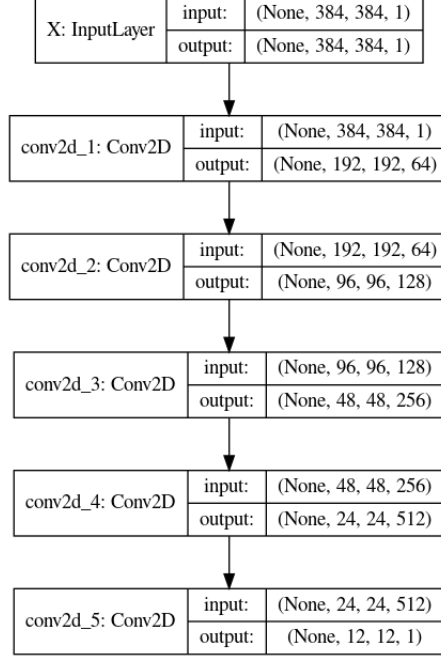 X: InputLayer
input: (None, 384, 384, 1)
output: (None, 384, 384, 1)
conv2d_1: Conv2D
input: (None, 384, 384, 1)
output: (None, 192, 192, 64)
conv2d_2: Conv2D
input: (None, 192, 192, 64)
output: (None, 96, 96, 128)
conv2d_3: Conv2D
input: (None, 96, 96, 128)
output: (None, 48, 48, 256)
conv2d_4: Conv2D
input: (None, 48, 48, 256)
output: (None, 24, 24, 512)
conv2d_5: Conv2D
input: (None, 24, 24, 512)
output: (None, 12, 12, 1)